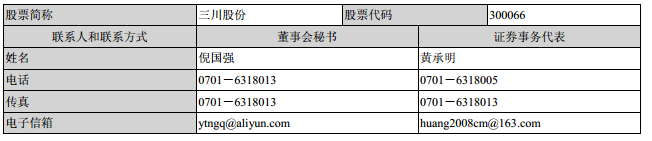 股票简称 三川股份 股票代码 300066
联系人和联系方式 董事会秘书 证券事务代表
姓名 倪国强 黄承明
电话 0701－6318013 0701－6318005
传真 0701－6318013 0701－6318013
电子信箱 ytngq@aliyun.com huang2008cm@163.com